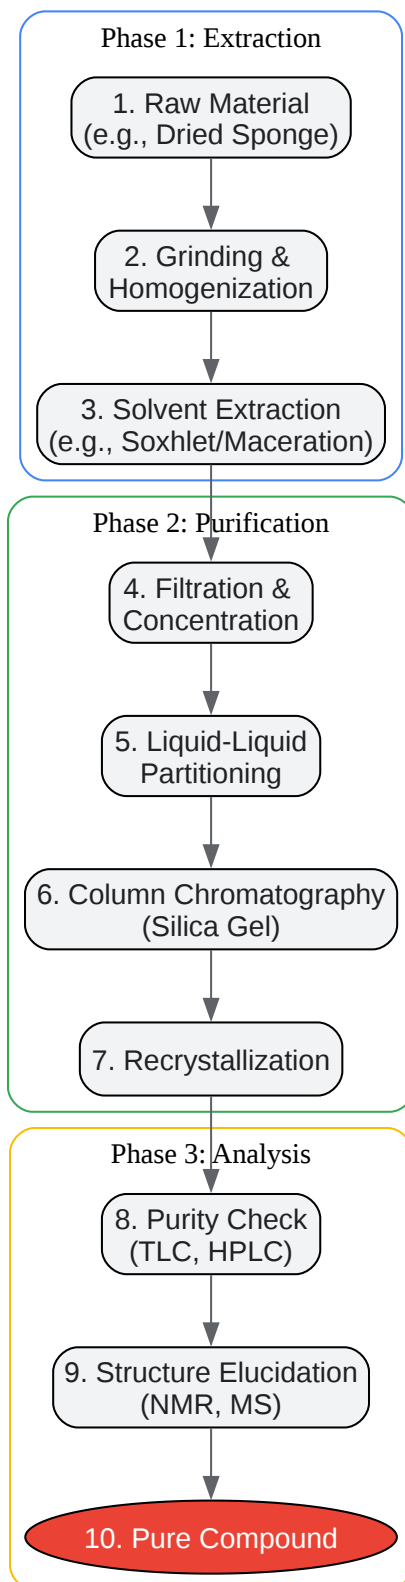 Phase 1: Extraction
1. Raw Material
(e.g., Dried Sponge)
2. Grinding &
Homogenization
3. Solvent Extraction
(e.g., Soxhlet/Maceration)
Phase 2: Purification
4. Filtration &
Concentration
5. Liquid-Liquid
Partitioning
6. Column Chromatography
(Silica Gel)
7. Recrystallization
Phase 3: Analysis
8. Purity Check
(TLC, HPLC)
9. Structure Elucidation
(NMR, MS)
10. Pure Compound